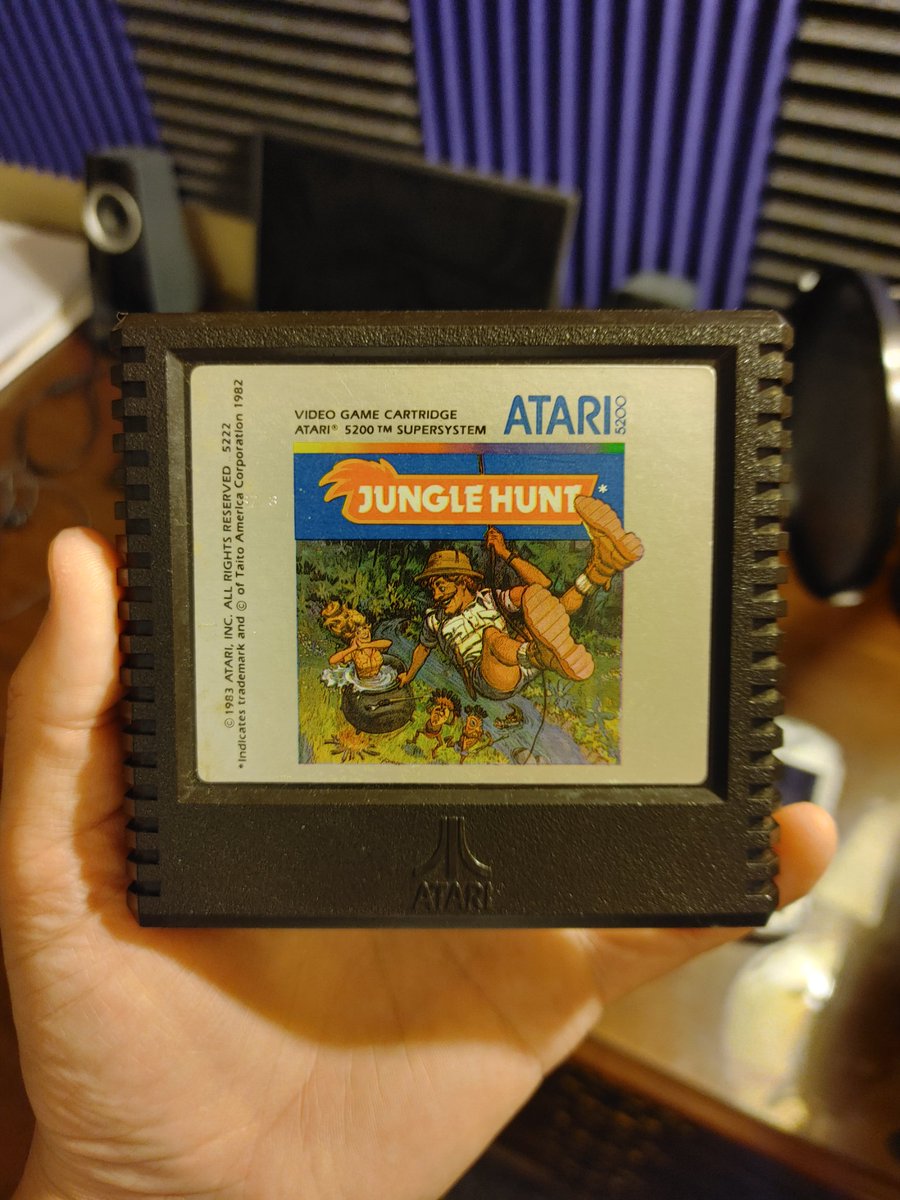 VIDEO GAME CARTRIDGE
ATARI® 5200™ SUPERSYSTEM
ATARI
5200
JUNGLE HUNT *
© 1983 ATARI, INC. ALL RIGHTS RESERVED 5222
*Indicates trademark and © of Taito America Corporation 1982
ATARI